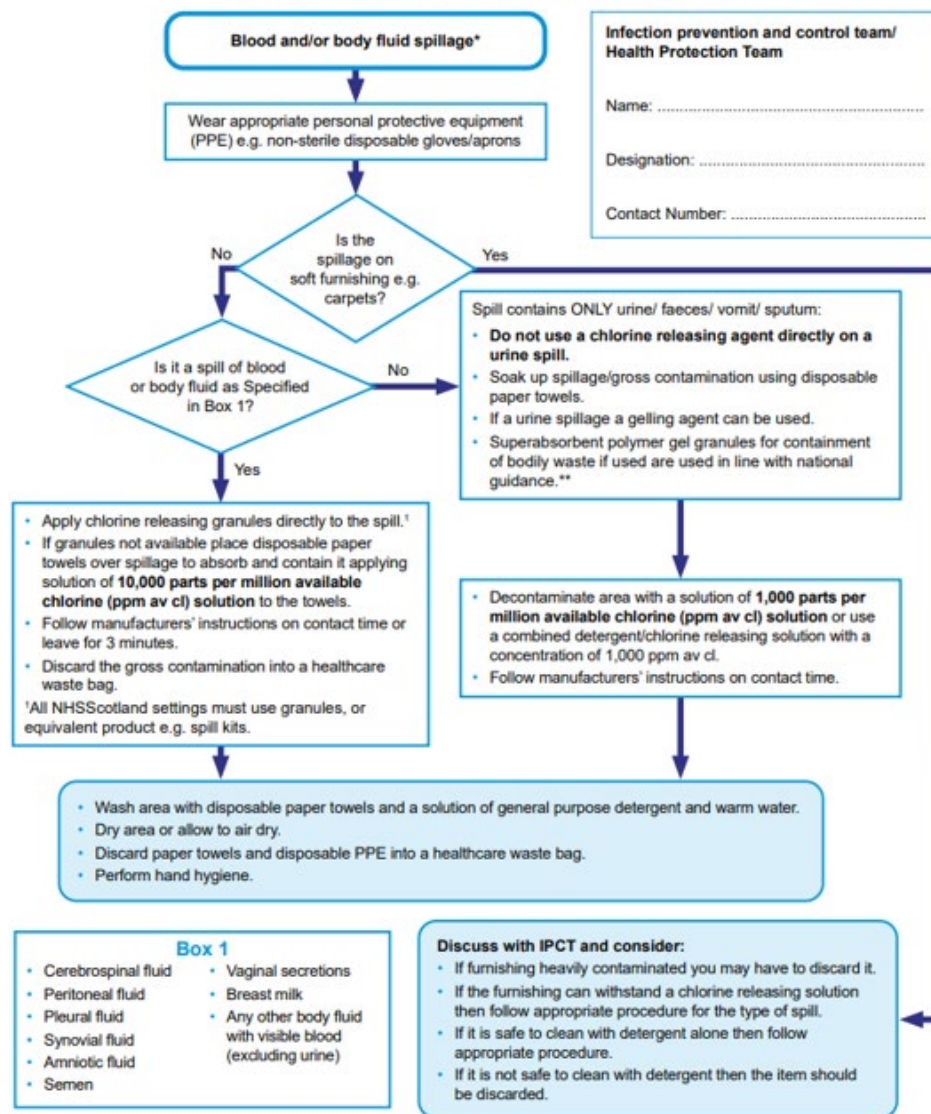 Blood and/or body fluid spillage*
Infection prevention and control team/
Health Protection Team
Name: ..........................................................
Designation: ................................................
Contact Number: .........................................
Wear appropriate personal protective equipment
(PPE) e.g. non-sterile disposable gloves/aprons
Is the
spillage on
soft furnishing e.g.
carpets?
No
Yes
Is it a spill of blood
or body fluid as Specified
in Box 1?
No
Yes
Spill contains ONLY urine/ faeces/ vomit/ sputum:
• Do not use a chlorine releasing agent directly on a
urine spill.
• Soak up spillage/gross contamination using disposable
paper towels.
• If a urine spillage a gelling agent can be used.
• Superabsorbent polymer gel granules for containment
of bodily waste if used are used in line with national
guidance.**
• Apply chlorine releasing granules directly to the spill.¹
• If granules not available place disposable paper
towels over spillage to absorb and contain it applying
solution of 10,000 parts per million available
chlorine (ppm av cl) solution to the towels.
• Follow manufacturers' instructions on contact time or
leave for 3 minutes.
• Discard the gross contamination into a healthcare
waste bag.
¹All NHSScotland settings must use granules, or
equivalent product e.g. spill kits.
• Decontaminate area with a solution of 1,000 parts per
million available chlorine (ppm av cl) solution or use
a combined detergent/chlorine releasing solution with a
concentration of 1,000 ppm av cl.
• Follow manufacturers' instructions on contact time.
• Wash area with disposable paper towels and a solution of general purpose detergent and warm water.
• Dry area or allow to air dry.
• Discard paper towels and disposable PPE into a healthcare waste bag.
• Perform hand hygiene.
Box 1
• Cerebrospinal fluid
• Peritoneal fluid
• Pleural fluid
• Synovial fluid
• Amniotic fluid
• Semen
• Vaginal secretions
• Breast milk
• Any other body fluid
with visible blood
(excluding urine)
Discuss with IPCT and consider:
• If furnishing heavily contaminated you may have to discard it.
• If the furnishing can withstand a chlorine releasing solution
then follow appropriate procedure for the type of spill.
• If it is safe to clean with detergent alone then follow
appropriate procedure.
• If it is not safe to clean with detergent then the item should
be discarded.